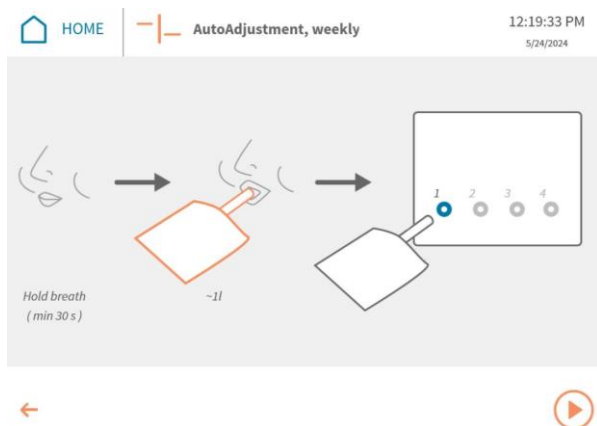 HOME
AutoAdjustment, weekly
12:19:33 PM
5/24/2024
1 2 3 4
Hold breath
( min 30 s )
~1l